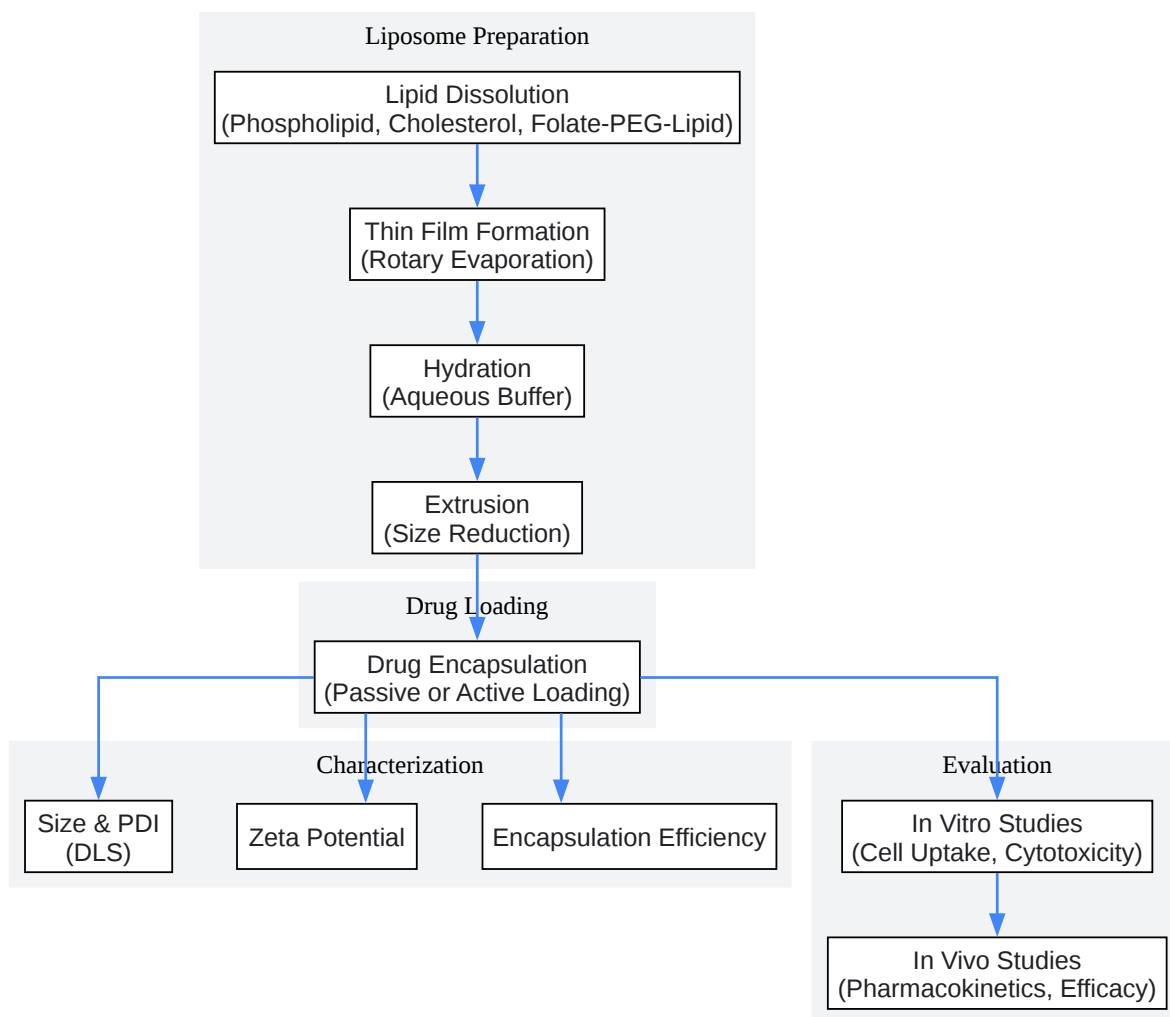 Liposome Preparation
Lipid Dissolution
(Phospholipid, Cholesterol, Folate-PEG-Lipid)
Thin Film Formation
(Rotary Evaporation)
Hydration
(Aqueous Buffer)
Extrusion
(Size Reduction)
Drug Loading
Drug Encapsulation
(Passive or Active Loading)
Characterization
Size & PDI
(DLS)
Zeta Potential
Encapsulation Efficiency
Evaluation
In Vitro Studies
(Cell Uptake, Cytotoxicity)
In Vivo Studies
(Pharmacokinetics, Efficacy)